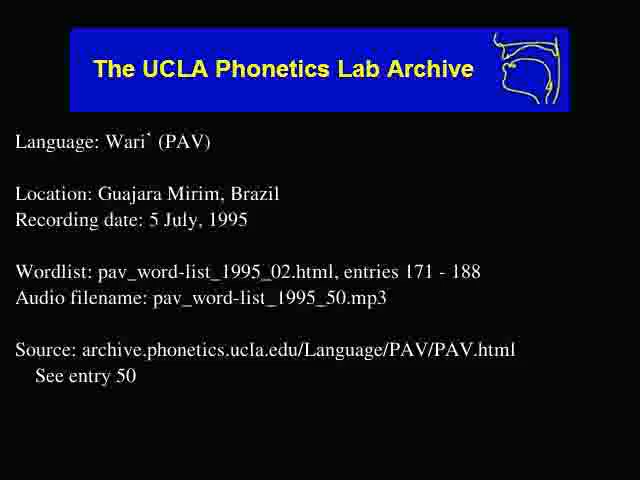 The UCLA Phonetics Lab Archive
Language: Wari` (PAV)
Location: Guajara Mirim, Brazil
Recording date: 5 July, 1995
Wordlist: pav_word-list_1995_02.html, entries 171 - 188
Audio filename: pav_word-list_1995_50.mp3
Source: archive.phonetics.ucla.edu/Language/PAV/PAV.html
See entry 50